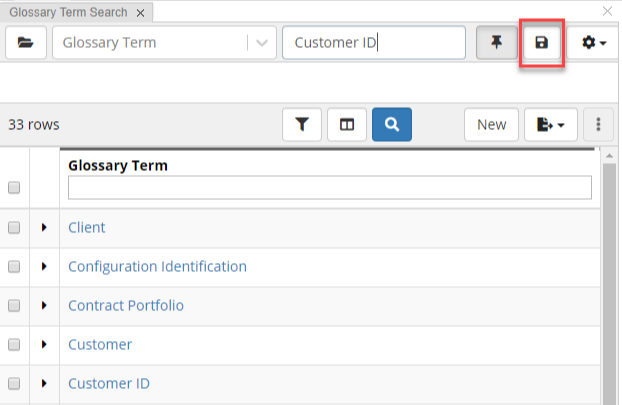 Glossary Term Search
Glossary Term
Customer ID
33 rows
New
Glossary Term
Client
Configuration Identification
Contract Portfolio
Customer
Customer ID